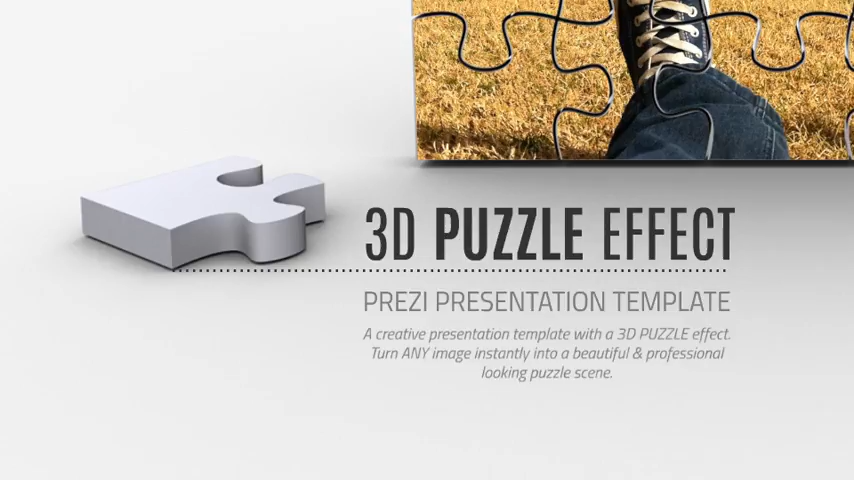 3D PUZZLE EFFECT
PREZI PRESENTATION TEMPLATE
A creative presentation template with a 3D PUZZLE effect.
Turn ANY image instantly into a beautiful & professional
looking puzzle scene.